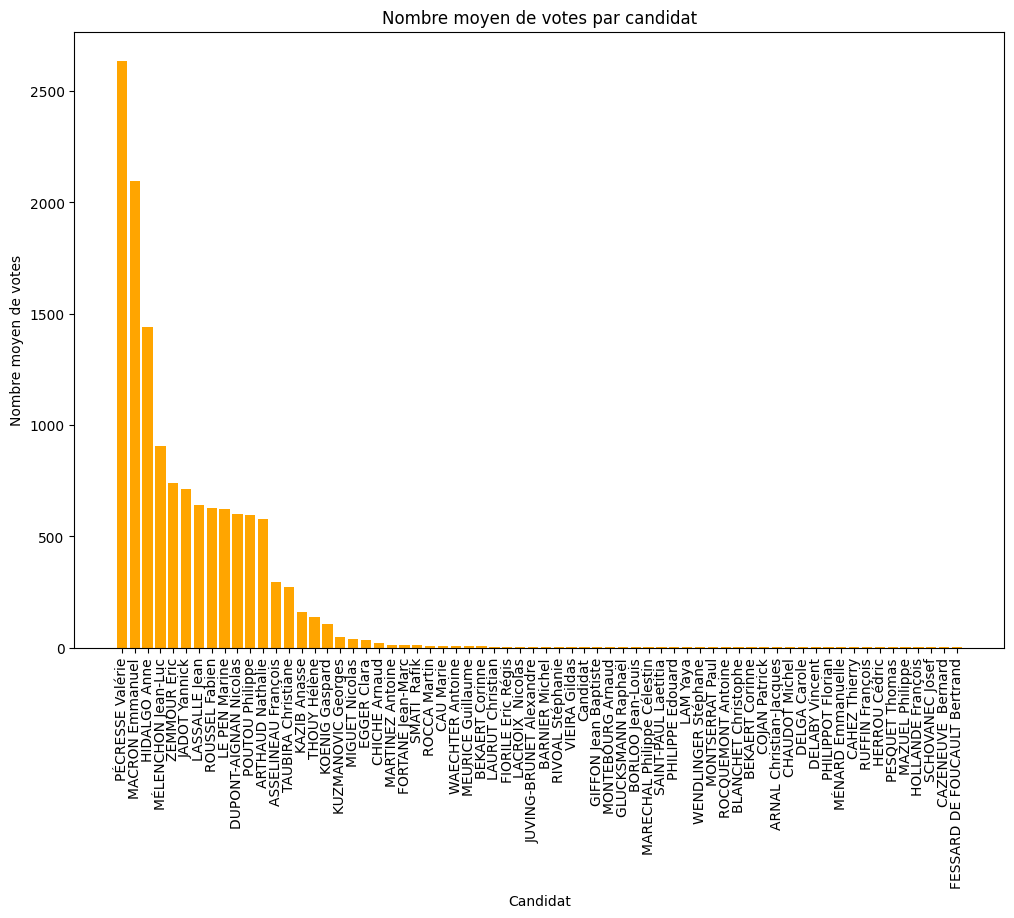 Nombre moyen de votes par candidat
Nombre moyen de votes
2500
2000
1500
1000
500
0
PÉCRESSE Valérie
MACRON Emmanuel
HIDALGO Anne
MÉLENCHON Jean-Luc
ZEMMOUR Éric
JADOT Yannick
LASSALLE Jean
ROUSSEL Fabien
LE PEN Marine
DUPONT-AIGNAN Nicolas
POUTOU Philippe
ARTHAUD Nathalie
ASSELINEAU François
TAUBIRA Christiane
KAZIB Anasse
THOUY Hélène
KOENIG Gaspard
KUZMANOVIC Georges
MIGUET Nicolas
EGGER Clara
CHICHE Arnaud
MARTINEZ Antoine
FORTANÉ Jean-Marc
SMATI Rafik
ROCCA Martin
CAU Marie
WAECHTER Antoine
MEURICE Guillaume
BEKAERT Corinne
LAURUT Christian
FIORILE Eric Régis
LACROIX Nicolas
JUVING-BRUNET Alexandre
BARNIER Michel
RIVOAL Stéphanie
VIEIRA Gildas
Candidat
GIFFON Jean Baptiste
MONTEBOURG Arnaud
GLUCKSMANN Raphaël
BORLOO Jean-Louis
MARECHAL Philippe Célestin
SAINT-PAUL Laetitia
PHILIPPE Edouard
LAM Yaya
WENDLINGER Stéphane
MONTSERRAT Paul
ROCQUEMONT Antoine
BLANCHET Christophe
BEKAERT Corinne
COJAN Patrick
ARNAL Christian-Jacques
CHAUDOT Michel
DELGA Carole
DELABY Vincent
PHILIPPOT Florian
MÉNARD Emmanuelle
CAHEZ Thierry
RUFFIN François
HERROU Cédric
PESQUET Thomas
MAZUEL Philippe
HOLLANDE François
SCHOVANEC Josef
CAZENEUVE Bernard
FESSARD DE FOUCAULT Bertrand
Candidat